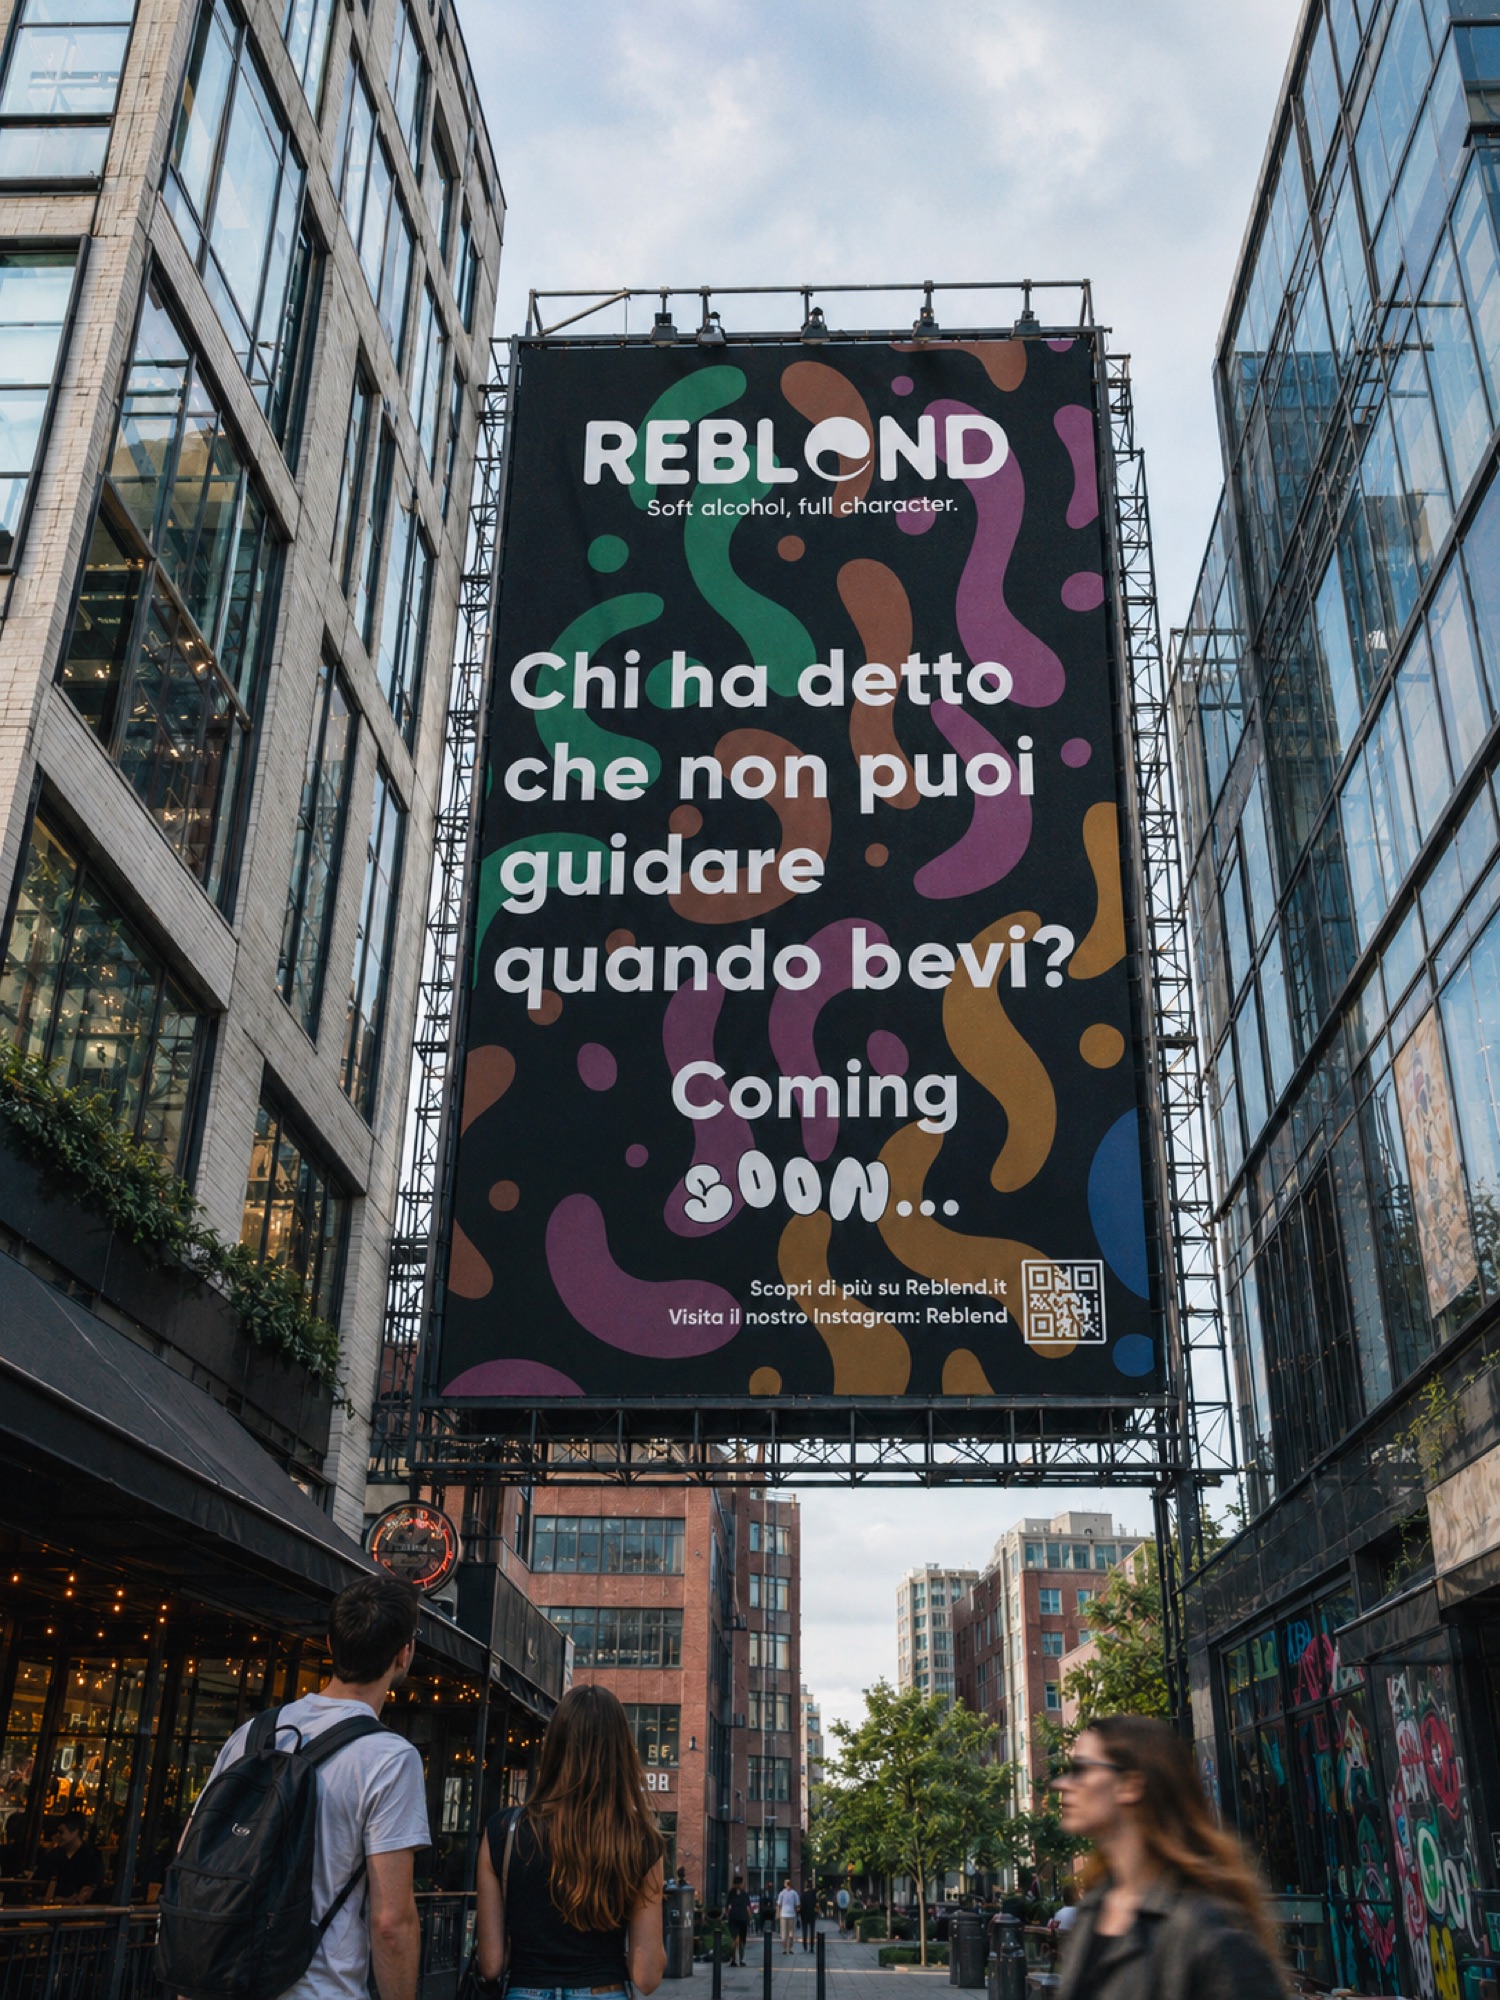 REBLOND
Soft alcohol, full character.
Chi ha detto
che non puoi
guidare
quando bevi?
Coming
SOON...
Scopri di più su Reblend.it
Visita il nostro Instagram: Reblend